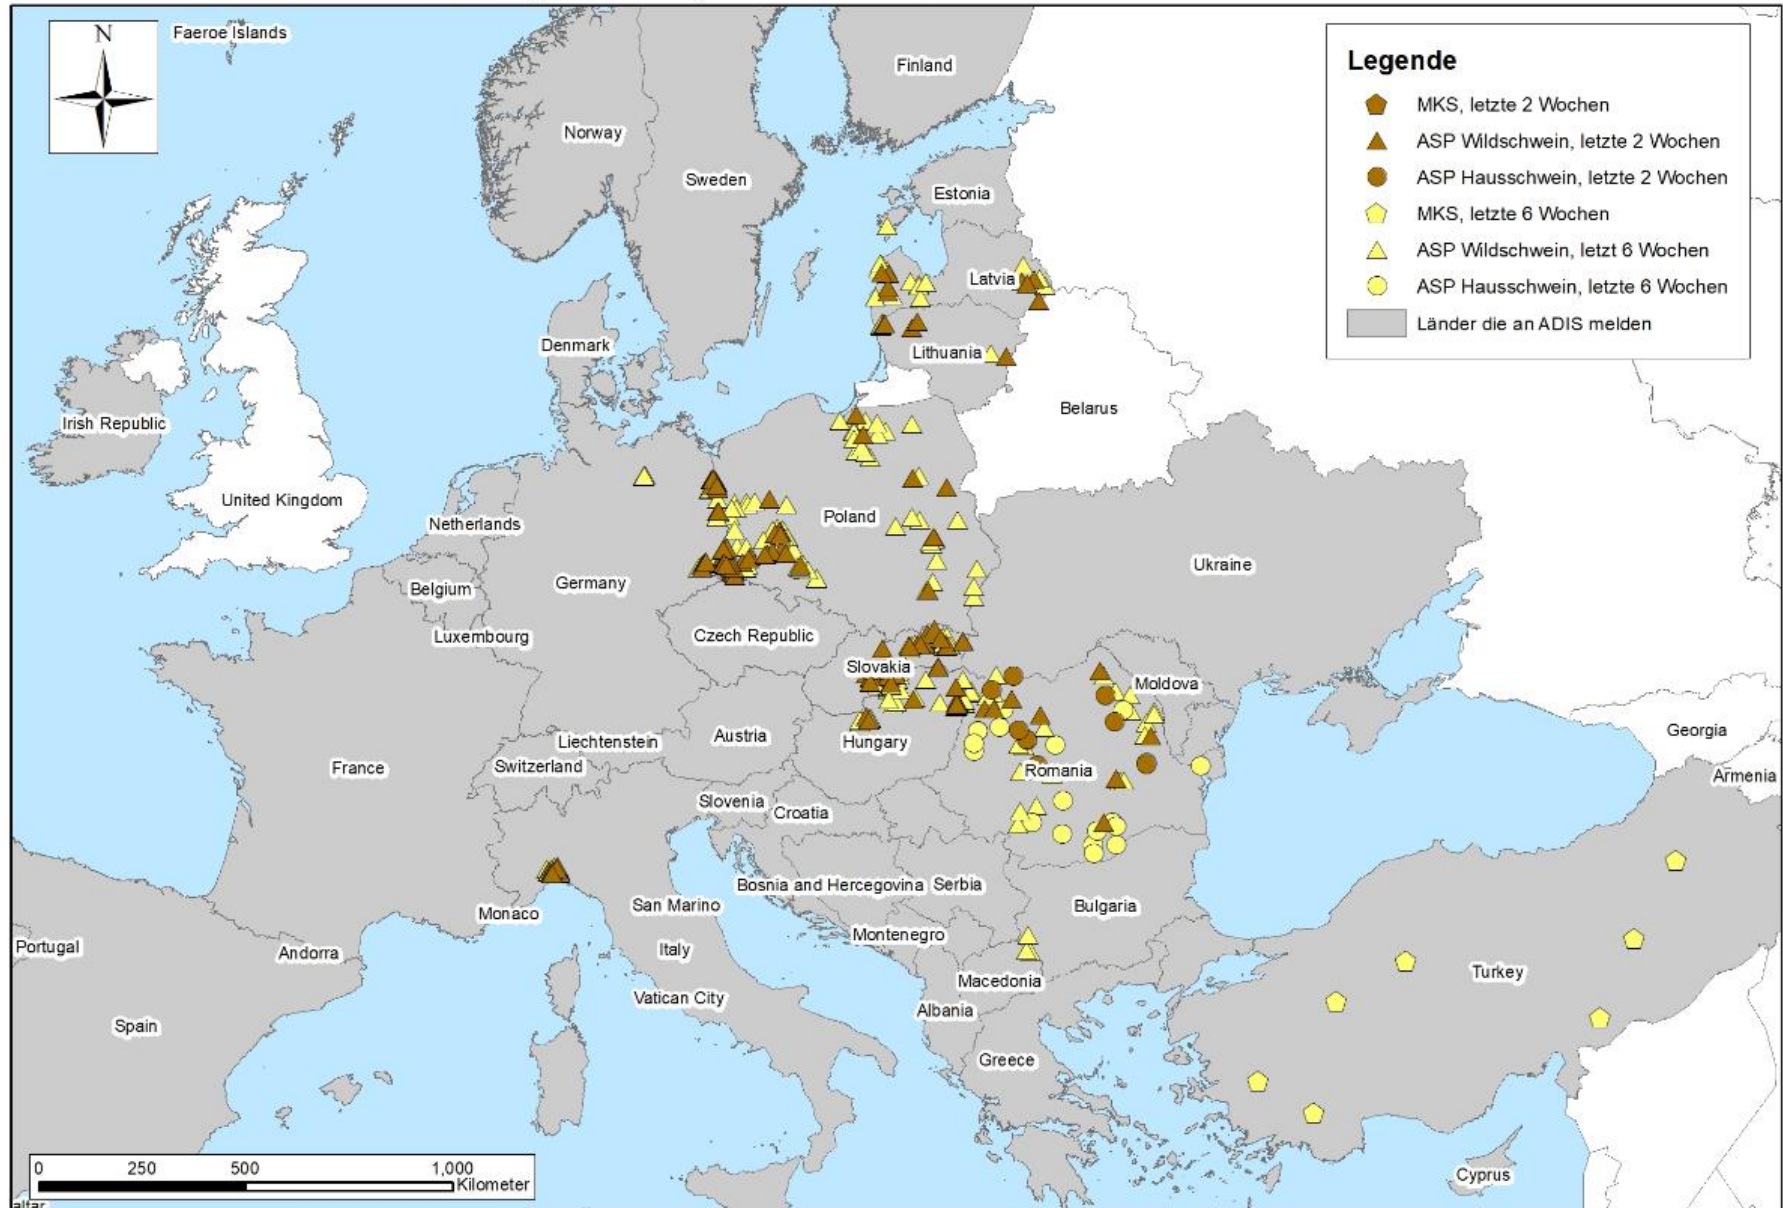 N
Faeroe Islands
Finland
Norway
Sweden
Estonia
Latvia
Denmark
Lithuania
Belarus
Irish Republic
United Kingdom
Netherlands
Poland
Ukraine
Belgium
Germany
Luxembourg
Czech Republic
Slovakia
Moldova
Austria
Hungary
Liechtenstein
Switzerland
France
Romania
Georgia
Armenia
Slovenia
Croatia
Bosnia and Hercegovina
Serbia
San Marino
Bulgaria
Monaco
Montenegro
Portugal
Andorra
Italy
Macedonia
Turkey
Vatican City
Albania
Spain
Greece
Cyprus
Legende
MKS, letzte 2 Wochen
ASP Wildschwein, letzte 2 Wochen
ASP Hausschwein, letzte 2 Wochen
MKS, letzte 6 Wochen
ASP Wildschwein, letzt 6 Wochen
ASP Hausschwein, letzte 6 Wochen
Länder die an ADIS melden
0 250 500 1,000
Kilometer